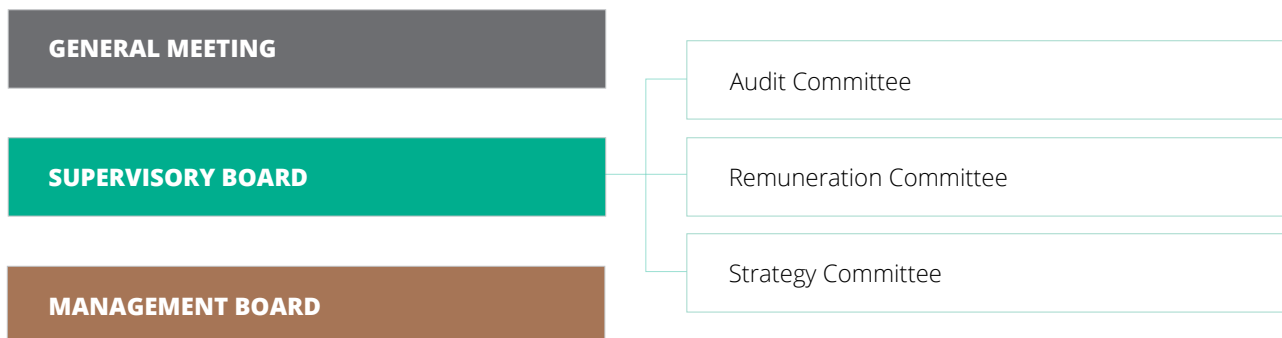 GENERAL MEETING
SUPERVISORY BOARD
MANAGEMENT BOARD
Audit Committee
Remuneration Committee
Strategy Committee